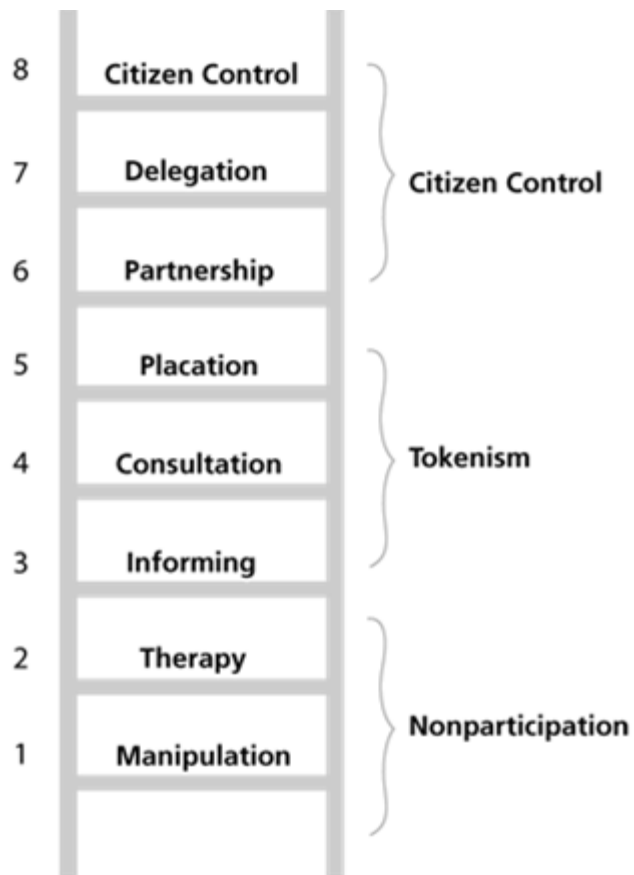 8 Citizen Control
7 Delegation
Citizen Control
6 Partnership
5 Placation
4 Consultation
Tokenism
3 Informing
2 Therapy
Nonparticipation
1 Manipulation